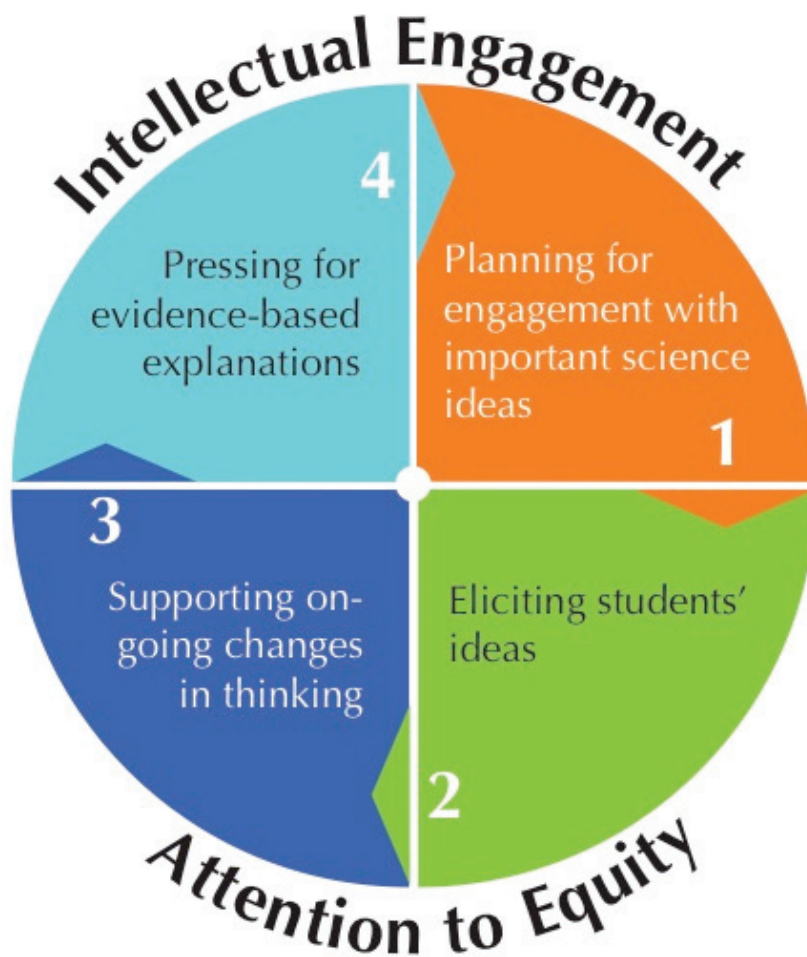 Intellectual Engagement
4
Pressing for
evidence-based
explanations
Planning for
engagement with
important science
ideas
1
3
Supporting on-
going changes
in thinking
Eliciting students’
ideas
2
Attention to Equity